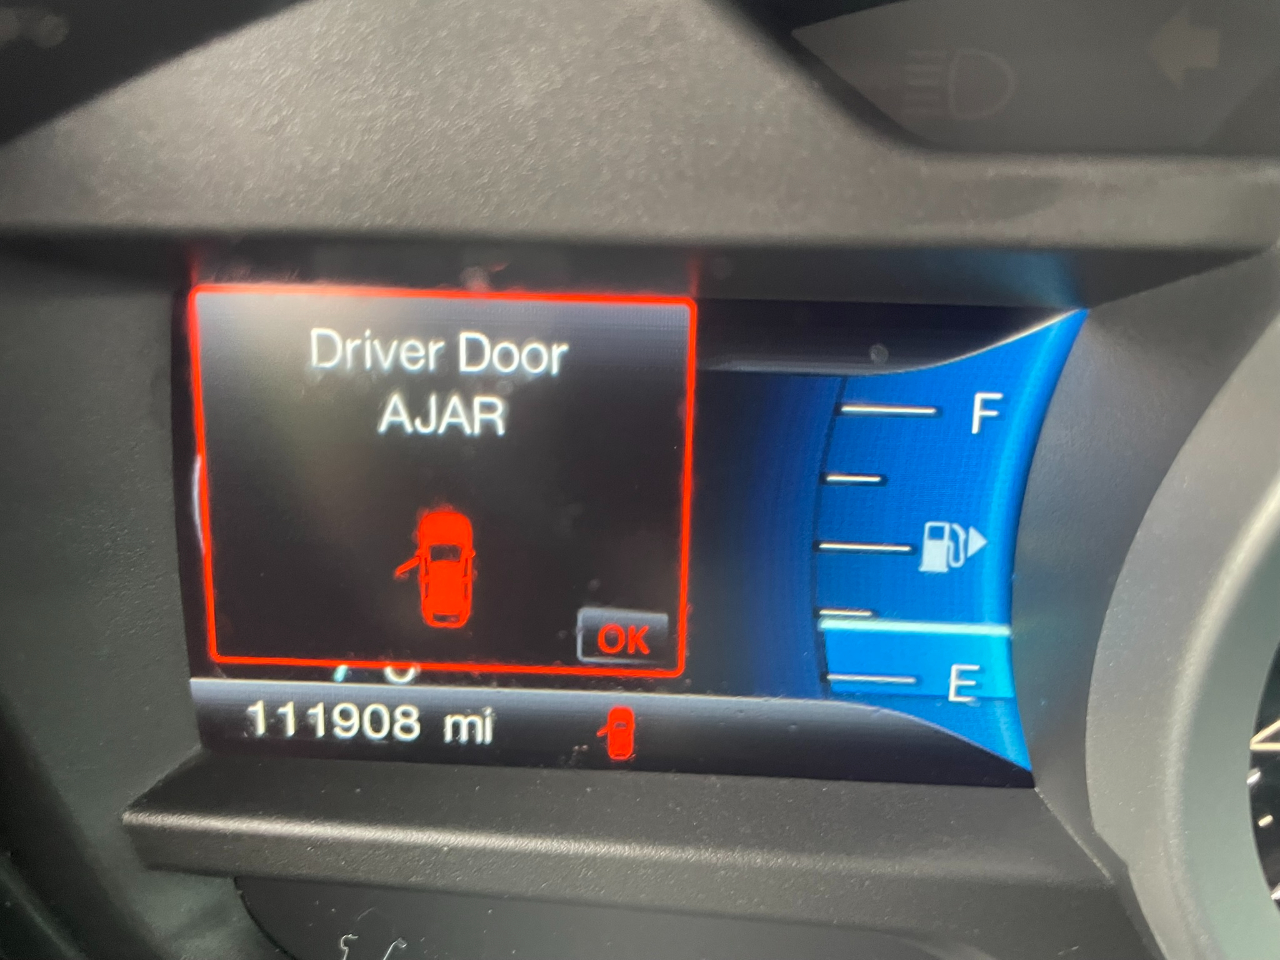 Driver Door
AJAR
OK
F
E
111908 mi